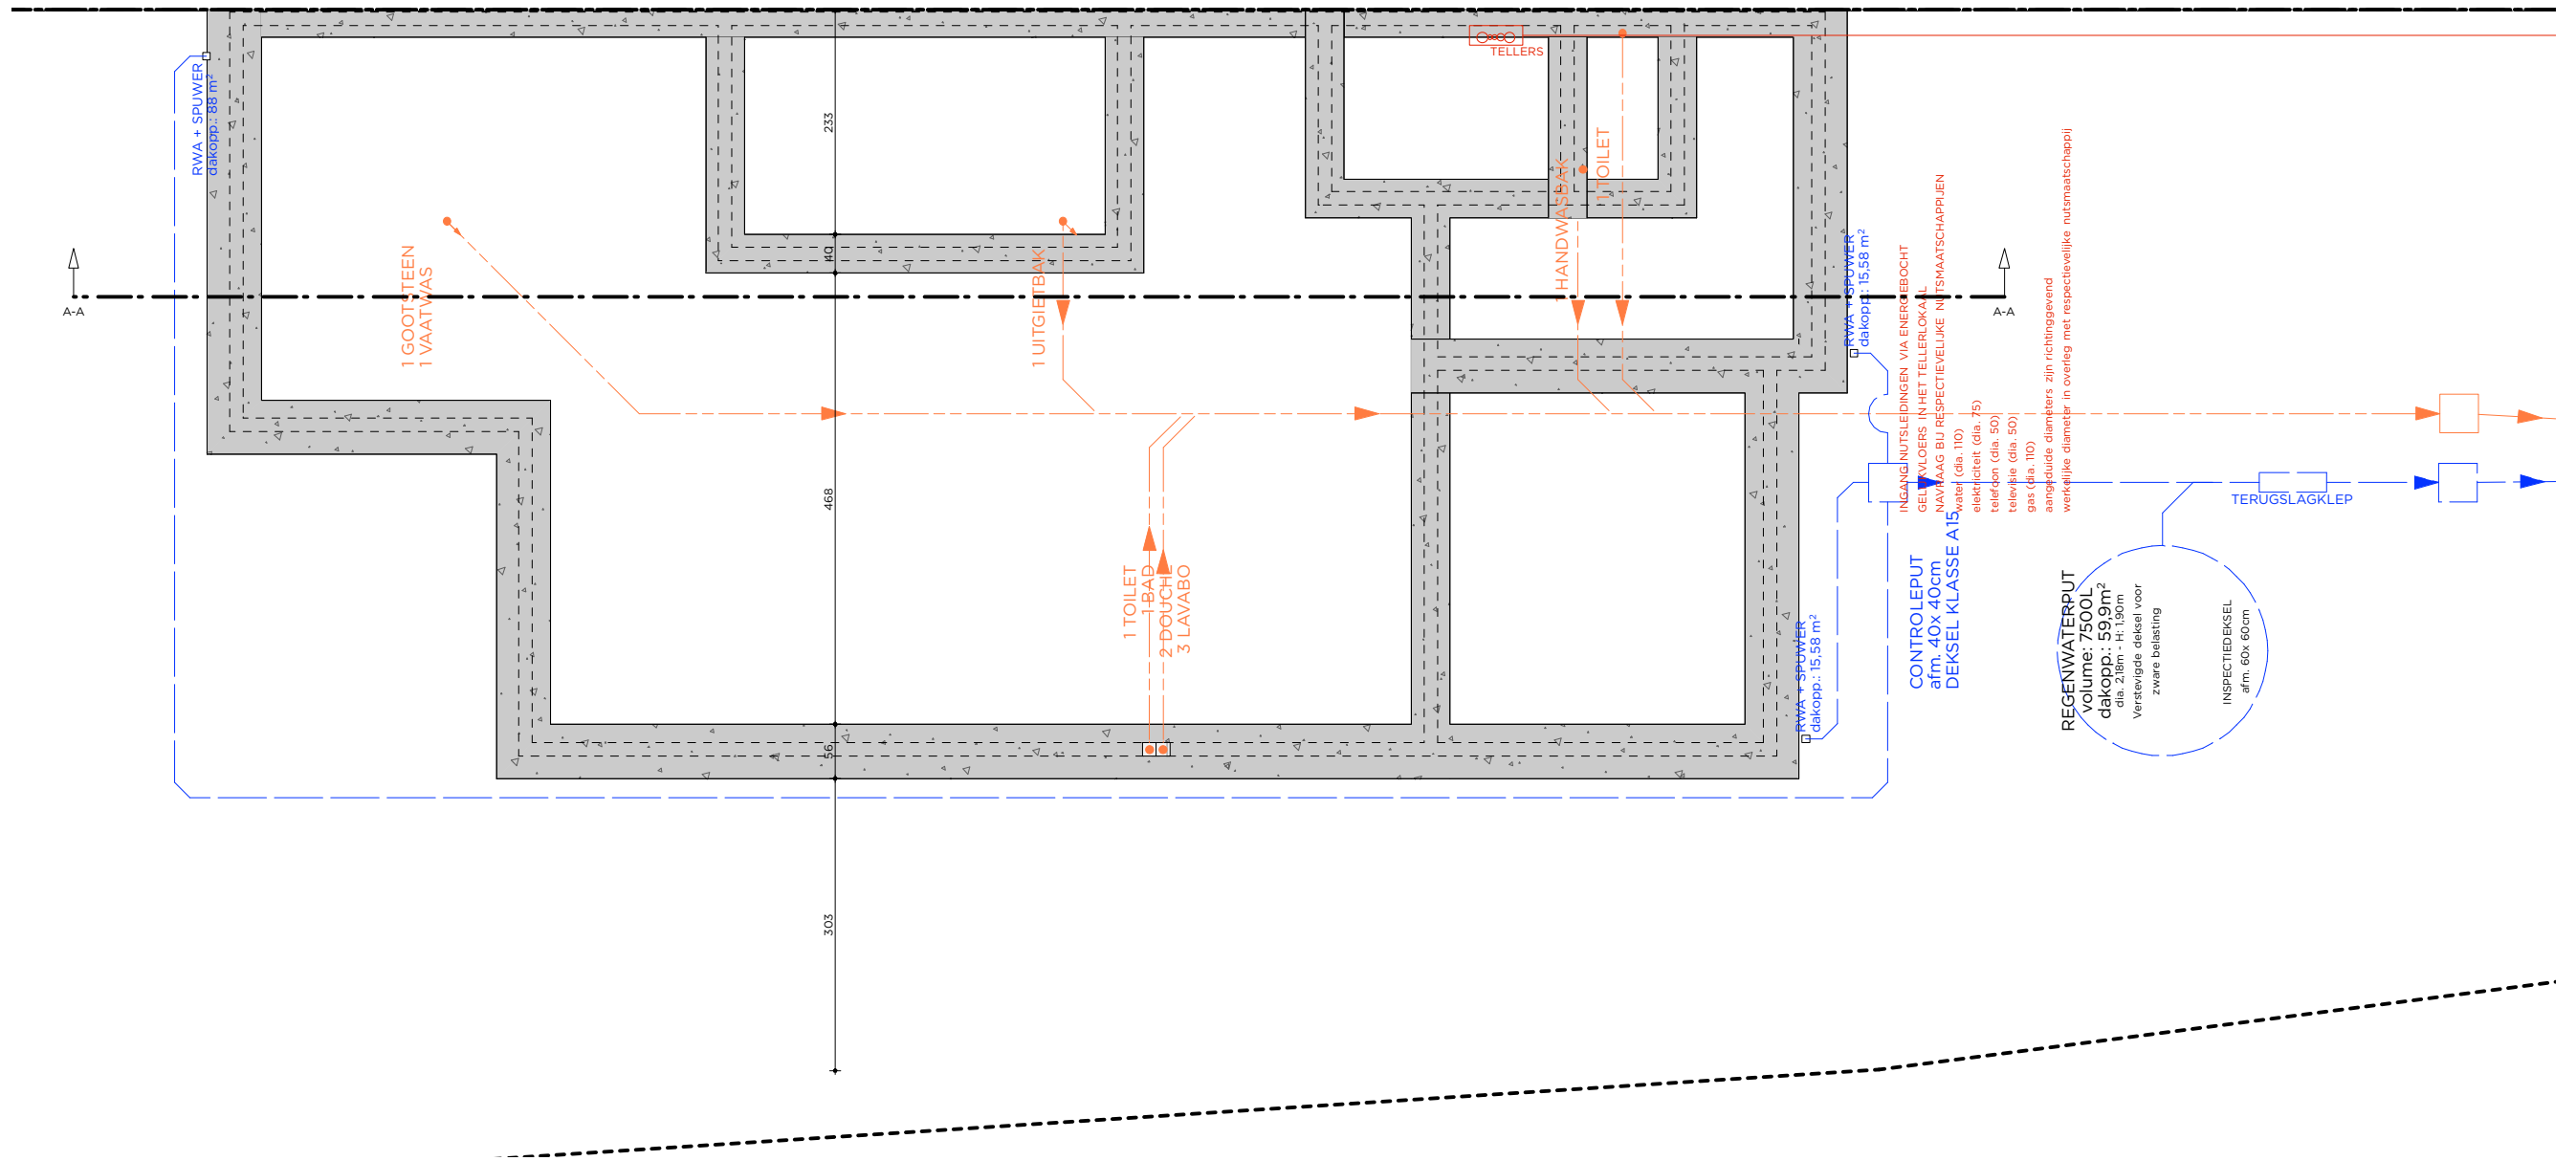 RWA + SPUWER
dakopp.: 88 m²
TELLERS
233
40
468
56
303
A-A
A-A
1 GOOTSTEEN
1 VAATWAS
1 UITGIETBAK
1 HANDWASBAK
1 TOILET
1 TOILET
1 BAD
2 DOUCHE
3 LAVABO
RWA + SPUWER
dakopp.: 15,58 m²
RWA + SPUWER
dakopp.: 15,58 m²
INGANG NUTSLEIDINGEN VIA ENERGIEBOCHT
GELIJKVLOERS IN HET TELLERLOKAAL
NAVRAAG BIJ RESPECTIEVELIJKE NUTSMAATSCHAPPIJEN
water (dia. 110)
elektriciteit (dia. 75)
telefoon (dia. 50)
televisie (dia. 50)
gas (dia. 110)
aangeduide diameters zijn richtinggevend
werkelijke diameter in overleg met respectievelijke nutsmaatschappij
CONTROLEPUT
afm. 40x 40cm
DEKSEL KLASSE A15
TERUGSLAGKLEP
REGENWATERPUT
volume: 7500L
dakopp.: 59,9m²
dia. 2,18m - H: 1,90m
Verstevigde deksel voor
zware belasting
INSPECTIEDEKSEL
afm. 60x 60cm